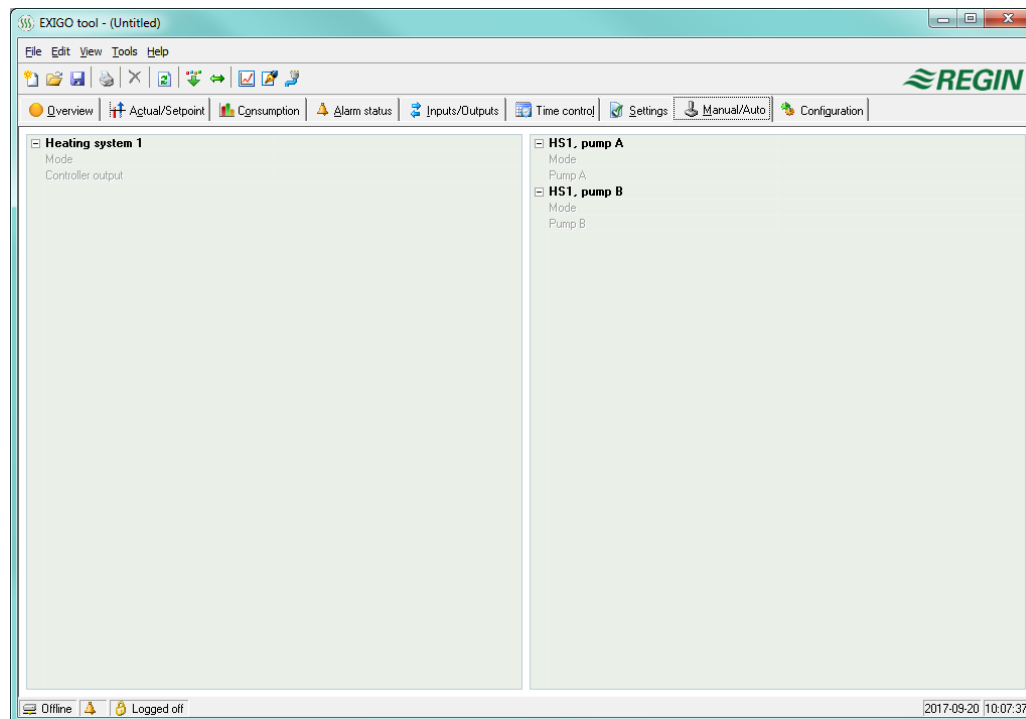 EXIGO tool - (Untitled)
File Edit View Tools Help
REGIN
Overview Actual/Setpoint Consumption Alarm status Inputs/Outputs Time control Settings Manual/Auto Configuration
Heating system 1
Mode
Controller output
HS1, pump A
Mode
Pump A
HS1, pump B
Mode
Pump B
Offline Logged off 2017-09-20 10:07:37